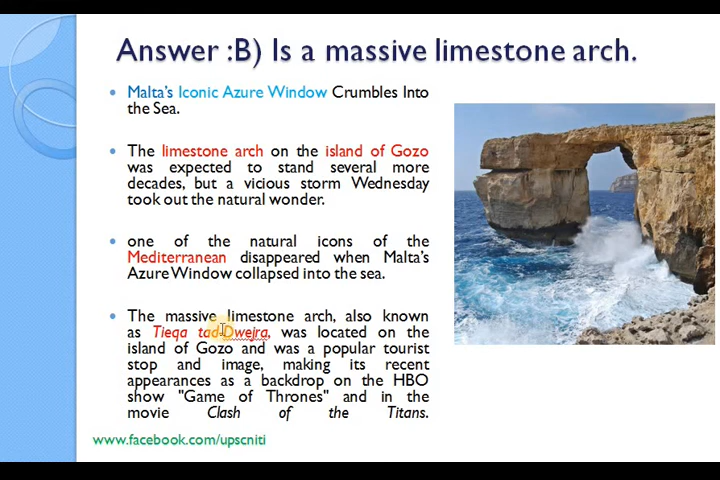 Answer :B) Is a massive limestone arch.
Malta's Iconic Azure Window Crumbles Into
the Sea.
The limestone arch on the island of Gozo
was expected to stand several more
decades, but a vicious storm Wednesday
took out the natural wonder.
one of the natural icons of the
Mediterranean disappeared when Malta's
Azure Window collapsed into the sea.
The massive limestone arch, also known
as Tieqa tad-Dwejra, was located on the
island of Gozo and was a popular tourist
stop and image, making its recent
appearances as a backdrop on the HBO
show "Game of Thrones" and in the
movie Clash of the Titans.
www.facebook.com/upscniti